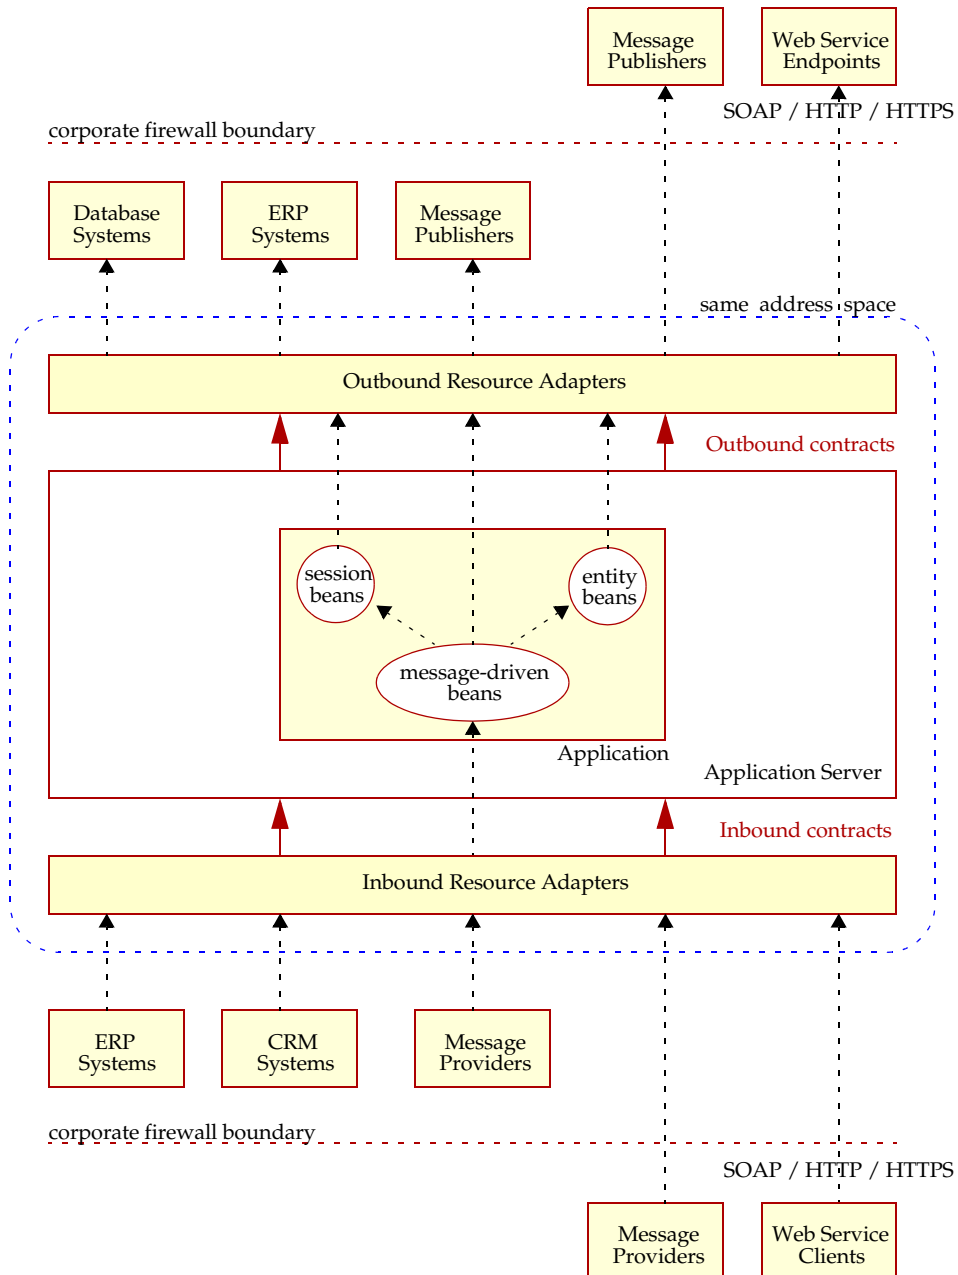 Message
Publishers
Web Service
Endpoints
SOAP / HTTP / HTTPS
corporate firewall boundary
Database
Systems
ERP
Systems
Message
Publishers
same address space
Outbound Resource Adapters
Outbound contracts
session
beans
entity
beans
message-driven
beans
Application
Application Server
Inbound contracts
Inbound Resource Adapters
ERP
Systems
CRM
Systems
Message
Providers
corporate firewall boundary
SOAP / HTTP / HTTPS
Message
Providers
Web Service
Clients